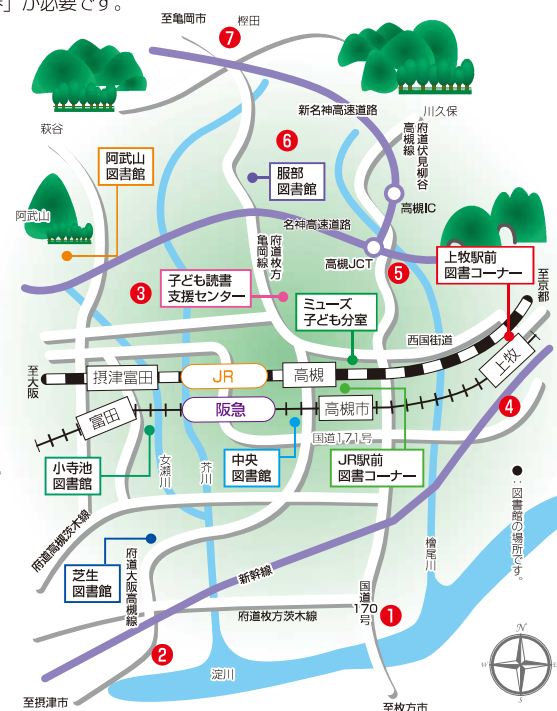 」が必要です。
至亀岡市
樫田
7
新名神高速道路
川久保
府道伏見柳谷
高槻線
萩谷
6
阿武山
図書館
服部
図書館
高槻IC
阿武山
名神高速道路
府道枚方
亀岡線
高槻JCT
5
上牧駅前
図書コーナー
至京都
3
子ども読書
支援センター
ミューズ
子ども分室
西国街道
至大阪
摂津富田
JR
高槻
上牧
富田
阪急
高槻市
4
国道171号
小寺池
図書館
女瀬川
芥川
中央
図書館
JR駅前
図書コーナー
●:図書館の場所です。
府道高槻茨木線
芝生
図書館
府道大阪高槻線
新幹線
檜尾川
国道
170
号
1
府道枚方茨木線
2
淀川
至摂津市
至枚方市
N
W
E
S